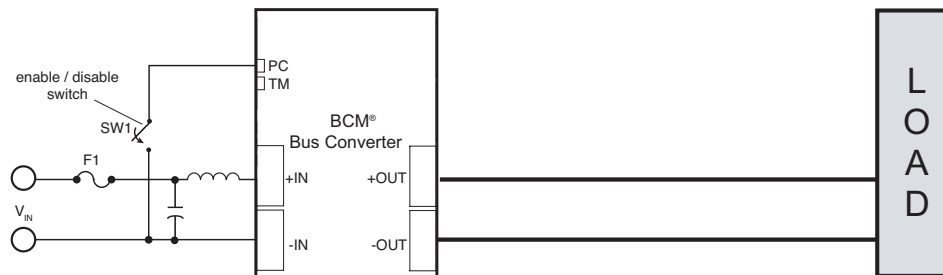 enable / disable
switch
SW1
F1
V_IN
PC
TM
BCM®
Bus Converter
+IN
+OUT
-IN
-OUT
L
O
A
D